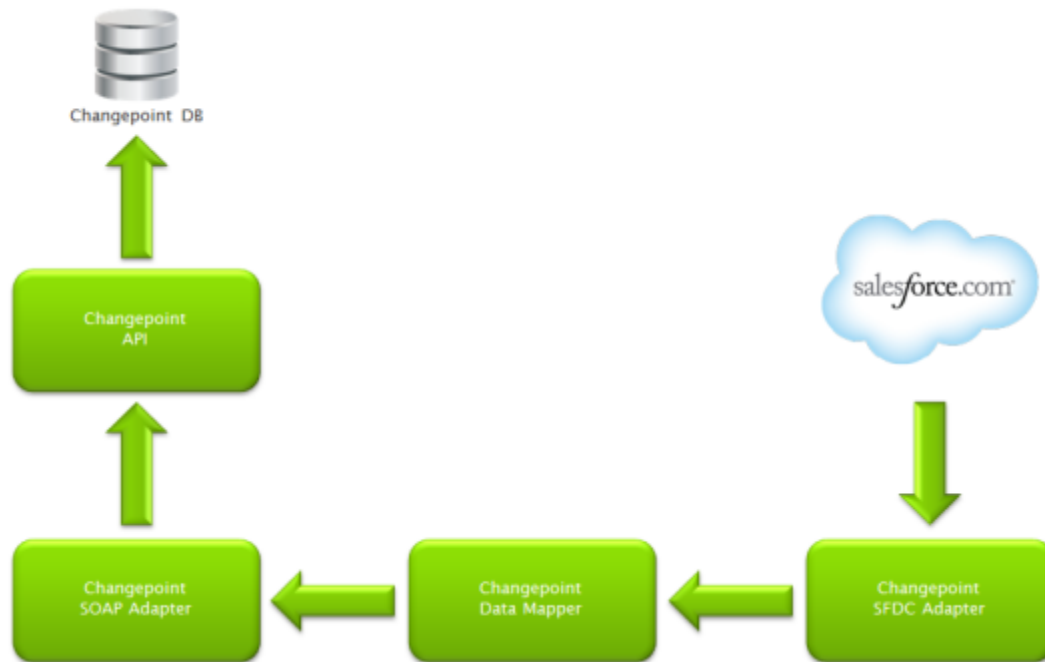 Changepoint DB
Changepoint
API
salesforce.com
Changepoint
SOAP Adapter
Changepoint
Data Mapper
Changepoint
SFDC Adapter